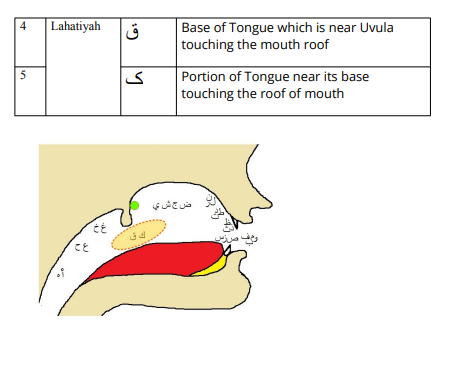 4 Lahatiyah ق Base of Tongue which is near Uvula
touching the mouth roof
5 ک Portion of Tongue near its base
touching the roof of mouth
ض ج ش ي
غ خ
ك ق
ص ز س
ع ح
أ ه